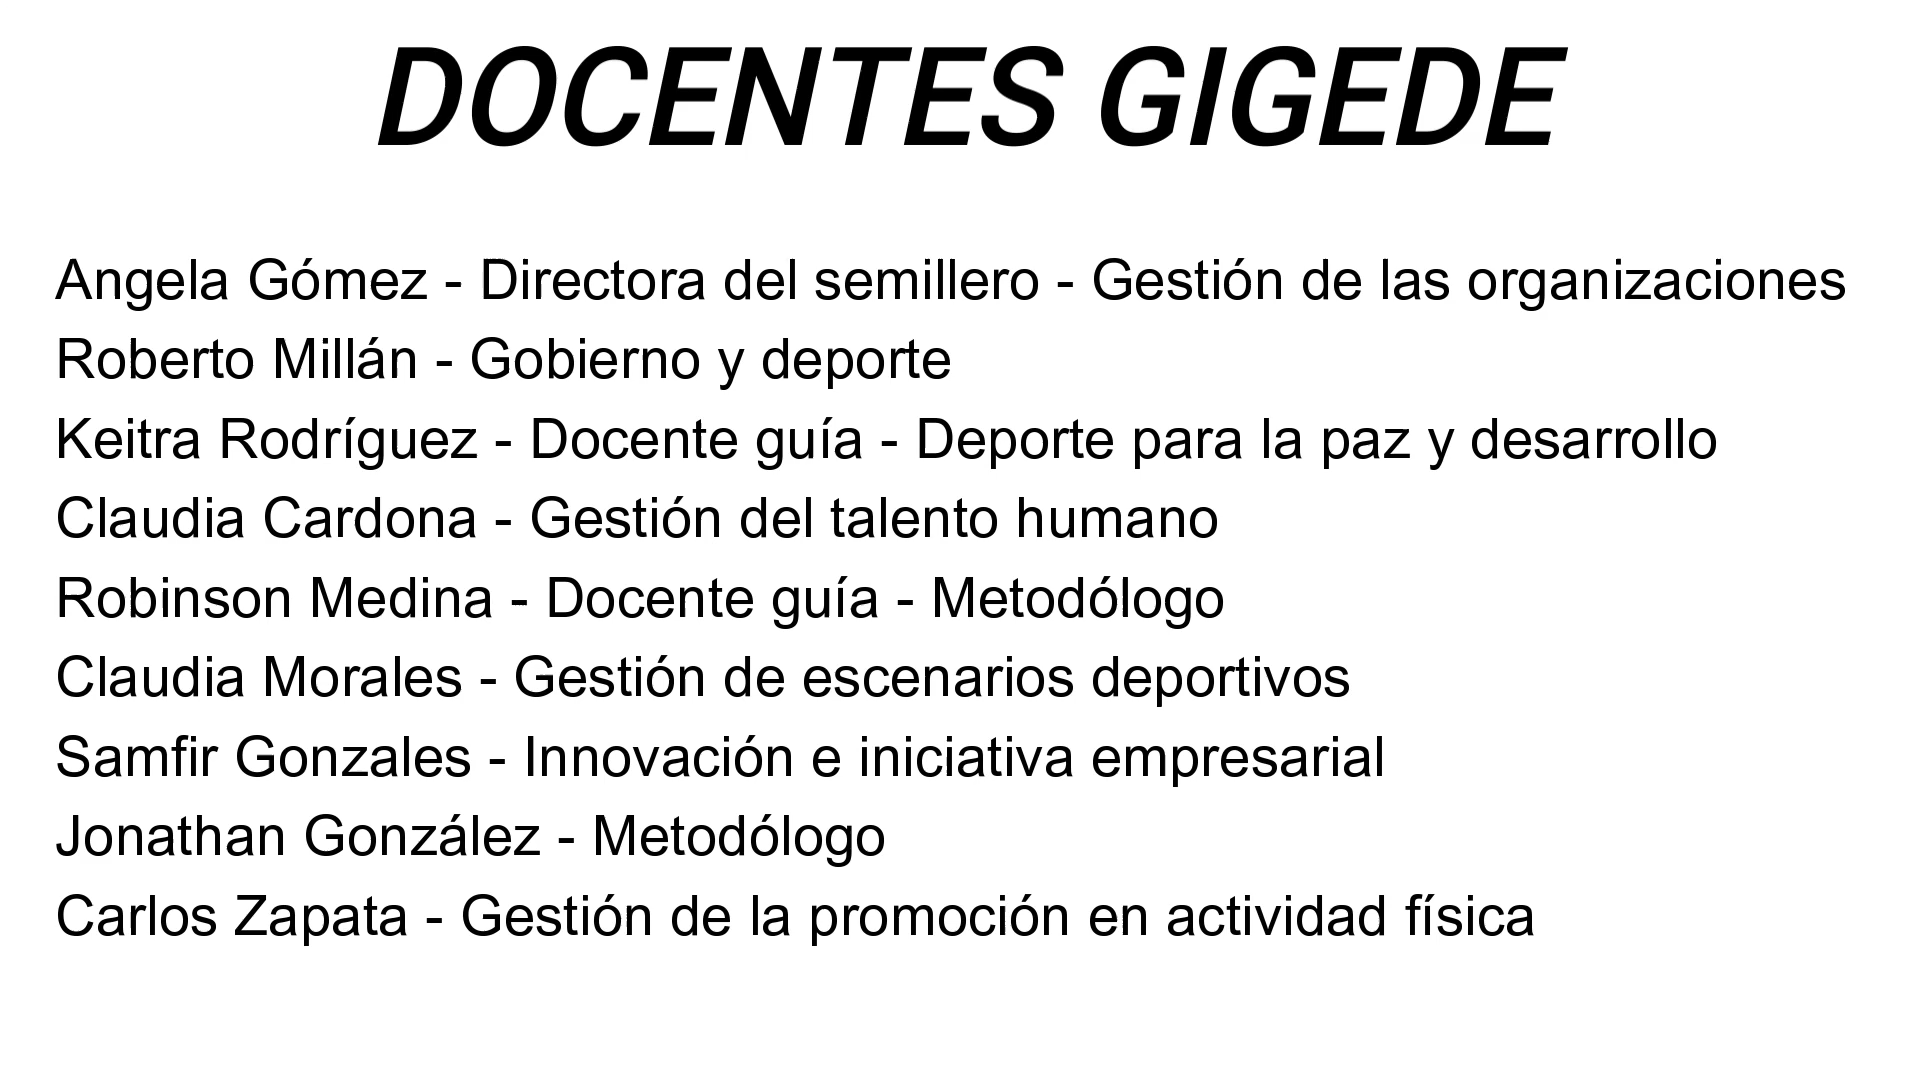 DOCENTES GIGEDE
Angela Gómez - Directora del semillero - Gestión de las organizaciones
Roberto Millán - Gobierno y deporte
Keitra Rodríguez - Docente guía - Deporte para la paz y desarrollo
Claudia Cardona - Gestión del talento humano
Robinson Medina - Docente guía - Metodólogo
Claudia Morales - Gestión de escenarios deportivos
Samfir Gonzales - Innovación e iniciativa empresarial
Jonathan González - Metodólogo
Carlos Zapata - Gestión de la promoción en actividad física